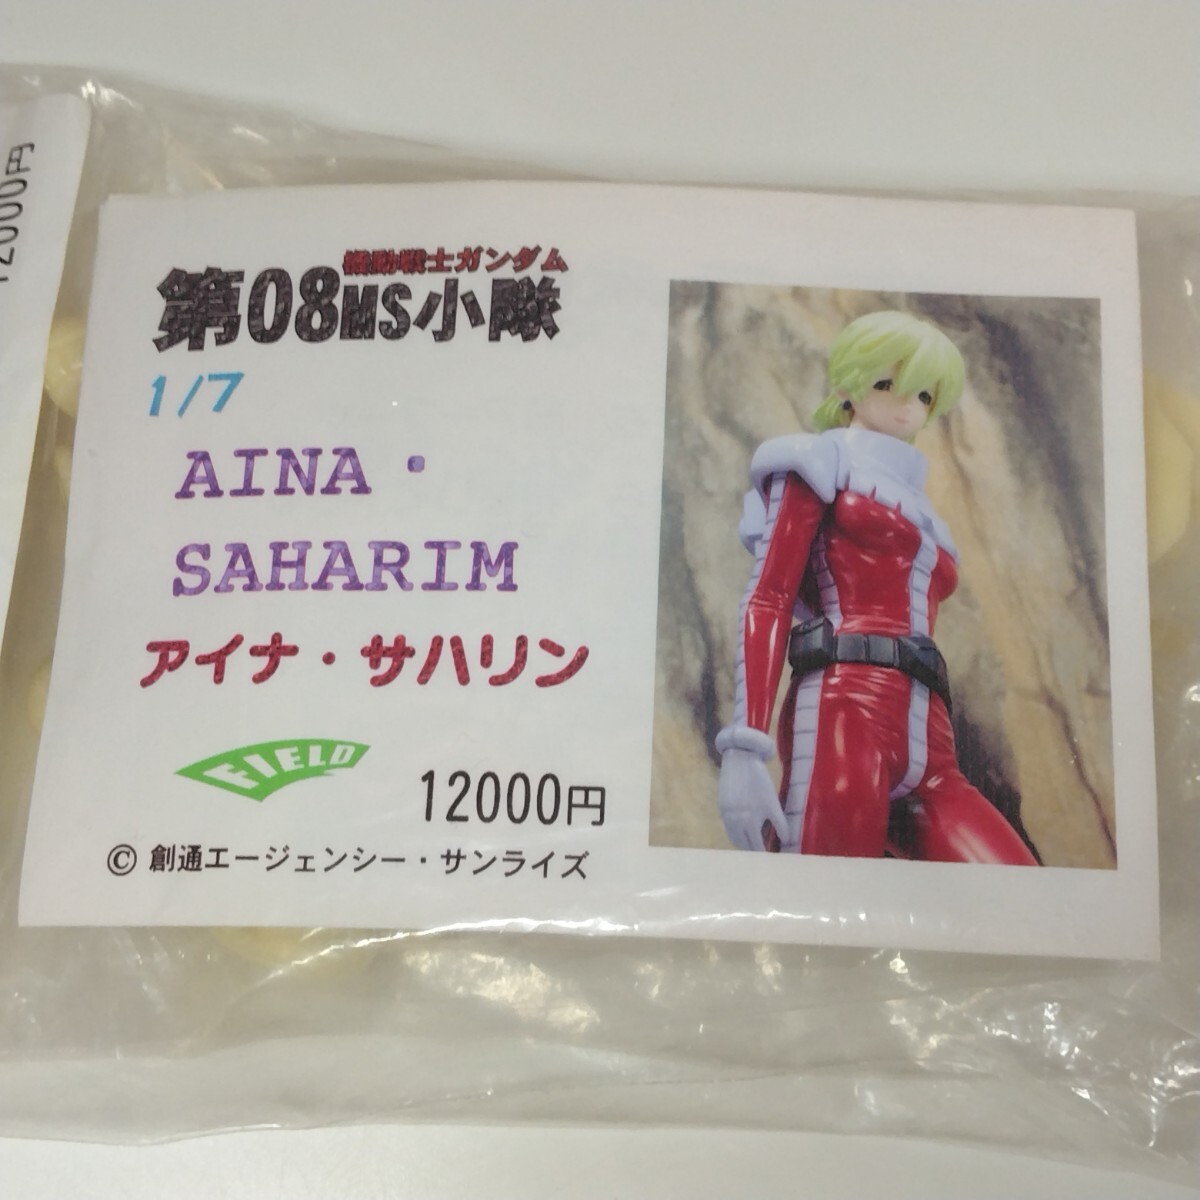 12000円
機動戦士ガンダム
第08MS小隊
1/7
AINA・
SAHARIM
アイナ・サハリン
FIELD
12000円
© 創通エージェンシー・サンライズ